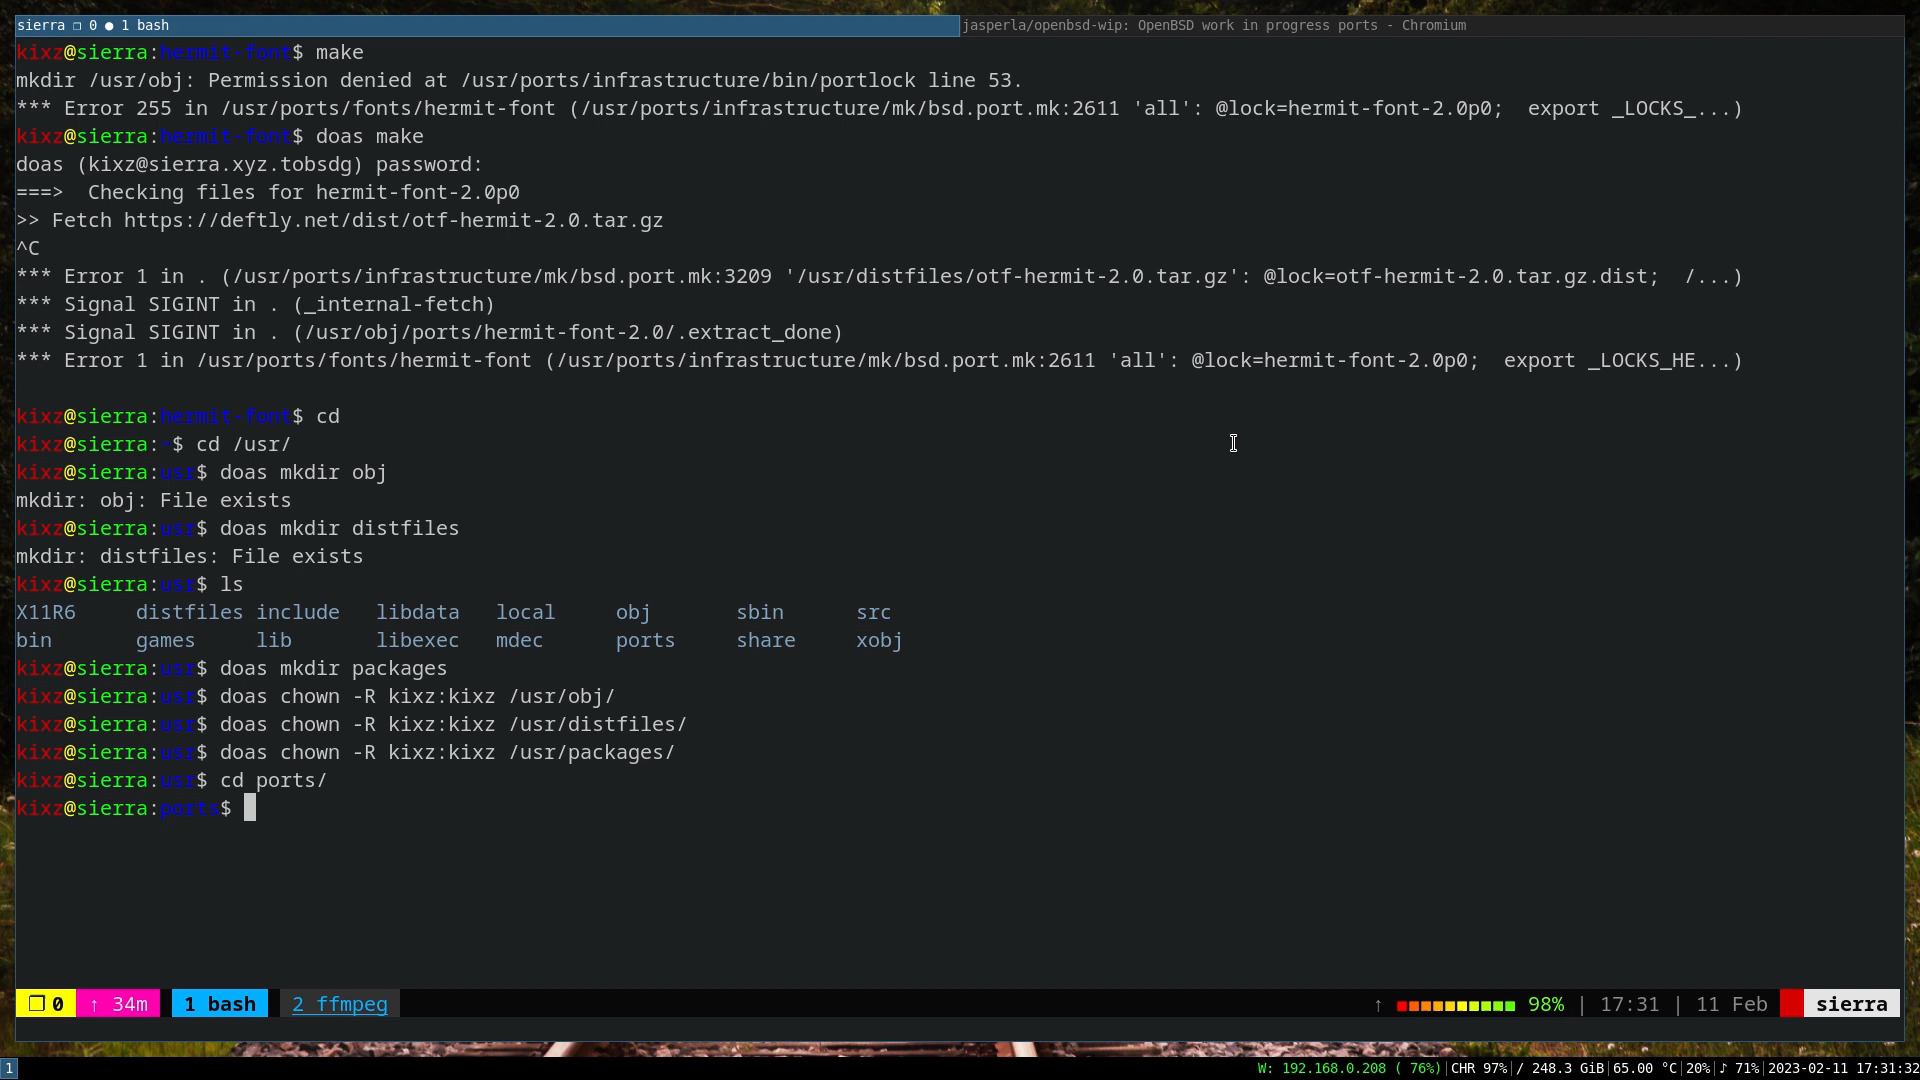 sierra ❐ 0 ● 1 bash
jasperla/openbsd-wip: OpenBSD work in progress ports - Chromium
kixz@sierra:hermit-font$ make
mkdir /usr/obj: Permission denied at /usr/ports/infrastructure/bin/portlock line 53.
*** Error 255 in /usr/ports/fonts/hermit-font (/usr/ports/infrastructure/mk/bsd.port.mk:2611 'all': @lock=hermit-font-2.0p0;  export _LOCKS_...)
kixz@sierra:hermit-font$ doas make
doas (kixz@sierra.xyz.tobsdg) password:
===>  Checking files for hermit-font-2.0p0
>> Fetch https://deftly.net/dist/otf-hermit-2.0.tar.gz
^C
*** Error 1 in . (/usr/ports/infrastructure/mk/bsd.port.mk:3209 '/usr/distfiles/otf-hermit-2.0.tar.gz': @lock=otf-hermit-2.0.tar.gz.dist;  /...)
*** Signal SIGINT in . (_internal-fetch)
*** Signal SIGINT in . (/usr/obj/ports/hermit-font-2.0/.extract_done)
*** Error 1 in /usr/ports/fonts/hermit-font (/usr/ports/infrastructure/mk/bsd.port.mk:2611 'all': @lock=hermit-font-2.0p0;  export _LOCKS_HE...)
kixz@sierra:hermit-font$ cd
kixz@sierra:~$ cd /usr/
kixz@sierra:usr$ doas mkdir obj
mkdir: obj: File exists
kixz@sierra:usr$ doas mkdir distfiles
mkdir: distfiles: File exists
kixz@sierra:usr$ ls
X11R6     distfiles include   libdata   local     obj       sbin      src
bin       games     lib       libexec   mdec      ports     share     xobj
kixz@sierra:usr$ doas mkdir packages
kixz@sierra:usr$ doas chown -R kixz:kixz /usr/obj/
kixz@sierra:usr$ doas chown -R kixz:kixz /usr/distfiles/
kixz@sierra:usr$ doas chown -R kixz:kixz /usr/packages/
kixz@sierra:usr$ cd ports/
kixz@sierra:ports$
❐ 0 ↑ 34m 1 bash 2 ffmpeg ↑ 98% | 17:31 | 11 Feb sierra
1 W: 192.168.0.208 ( 76%)|CHR 97%|/ 248.3 GiB|65.00 °C|20%|♪ 71%|2023-02-11 17:31:32